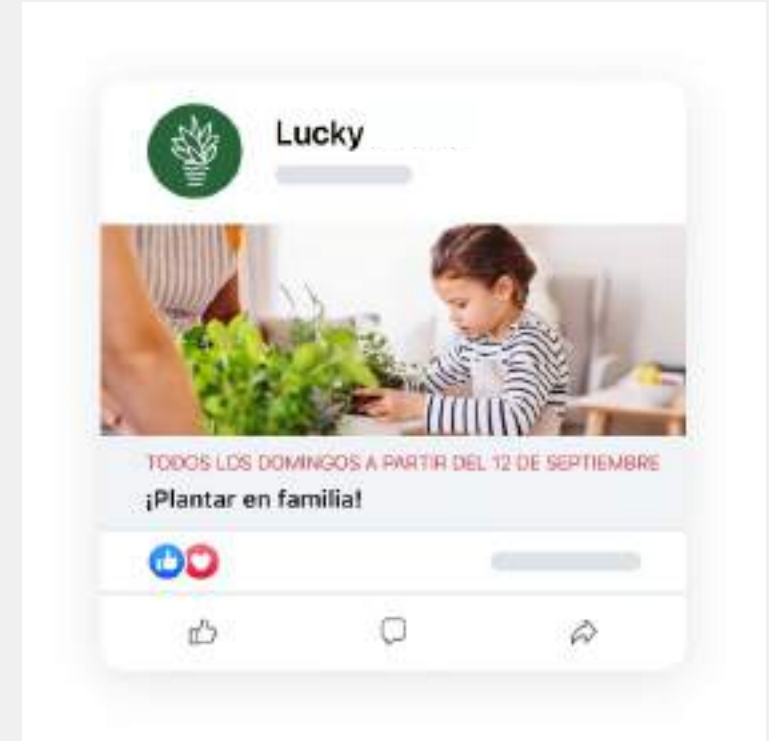 Lucky
TODOS LOS DOMINGOS A PARTIR DEL 12 DE SEPTIEMBRE
¡Plantar en familia!